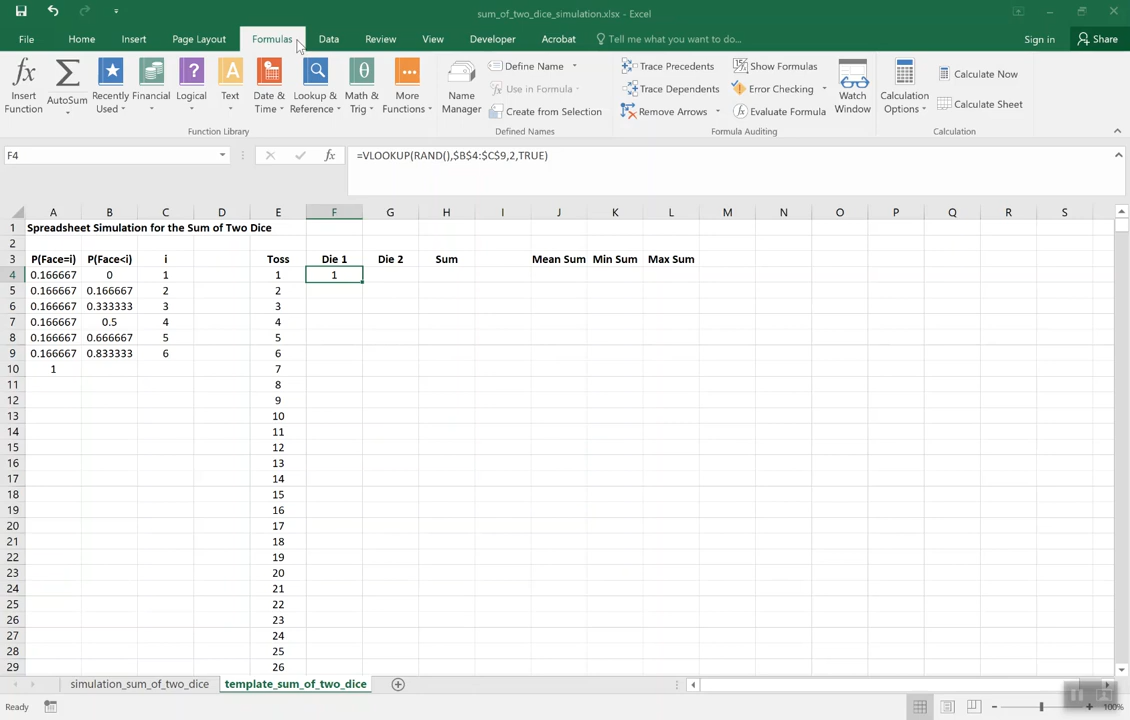 sum_of_two_dice_simulation.xlsx - Excel
File Home Insert Page Layout Formulas Data Review View Developer Acrobat Tell me what you want to do... Sign in Share
fx Insert Function
Σ AutoSum
Recently Used
Financial
? Logical
A Text
Date & Time
Lookup & Reference
θ Math & Trig
More Functions
Function Library
Name Manager
Define Name
Use in Formula
Create from Selection
Defined Names
Trace Precedents
Trace Dependents
Remove Arrows
Show Formulas
Error Checking
Evaluate Formula
Formula Auditing
Watch Window
Calculation Options
Calculate Now
Calculate Sheet
Calculation
F4 fx =VLOOKUP(RAND(),$B$4:$C$9,2,TRUE)
A B C D E F G H I J K L M N O P Q R S
1 Spreadsheet Simulation for the Sum of Two Dice
2
3 P(Face=i) P(Face<i) i Toss Die 1 Die 2 Sum Mean Sum Min Sum Max Sum
4 0.166667 0 1 1 1
5 0.166667 0.166667 2 2
6 0.166667 0.333333 3 3
7 0.166667 0.5 4 4
8 0.166667 0.666667 5 5
9 0.166667 0.833333 6 6
10 1 7
11 8
12 9
13 10
14 11
15 12
16 13
17 14
18 15
19 16
20 17
21 18
22 19
23 20
24 21
25 22
26 23
27 24
28 25
29 26
simulation_sum_of_two_dice template_sum_of_two_dice
Ready 100%